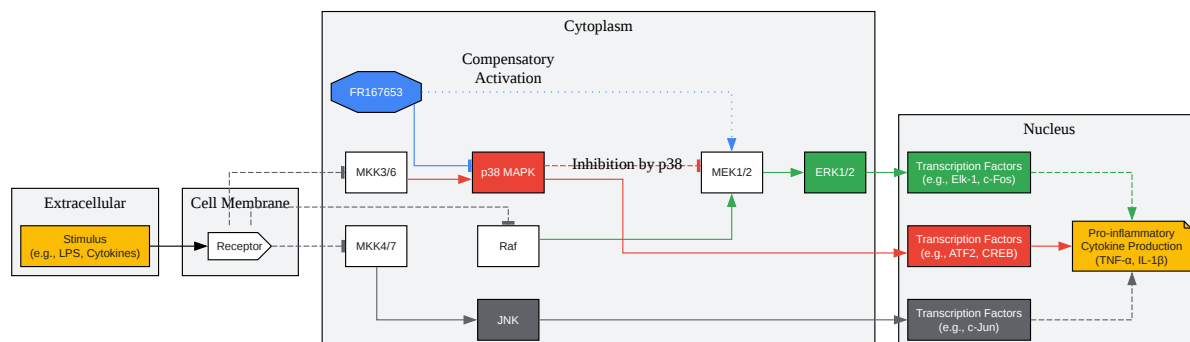 Cytoplasm
Compensatory
Activation
FR167653
Nucleus
Inhibition by p38
MKK3/6
p38 MAPK
MEK1/2
ERK1/2
Transcription Factors
(e.g., Elk-1, c-Fos)
Extracellular
Cell Membrane
Stimulus
(e.g., LPS, Cytokines)
Receptor
MKK4/7
Raf
Transcription Factors
(e.g., ATF2, CREB)
Pro-inflammatory
Cytokine Production
(TNF-α, IL-1β)
JNK
Transcription Factors
(e.g., c-Jun)